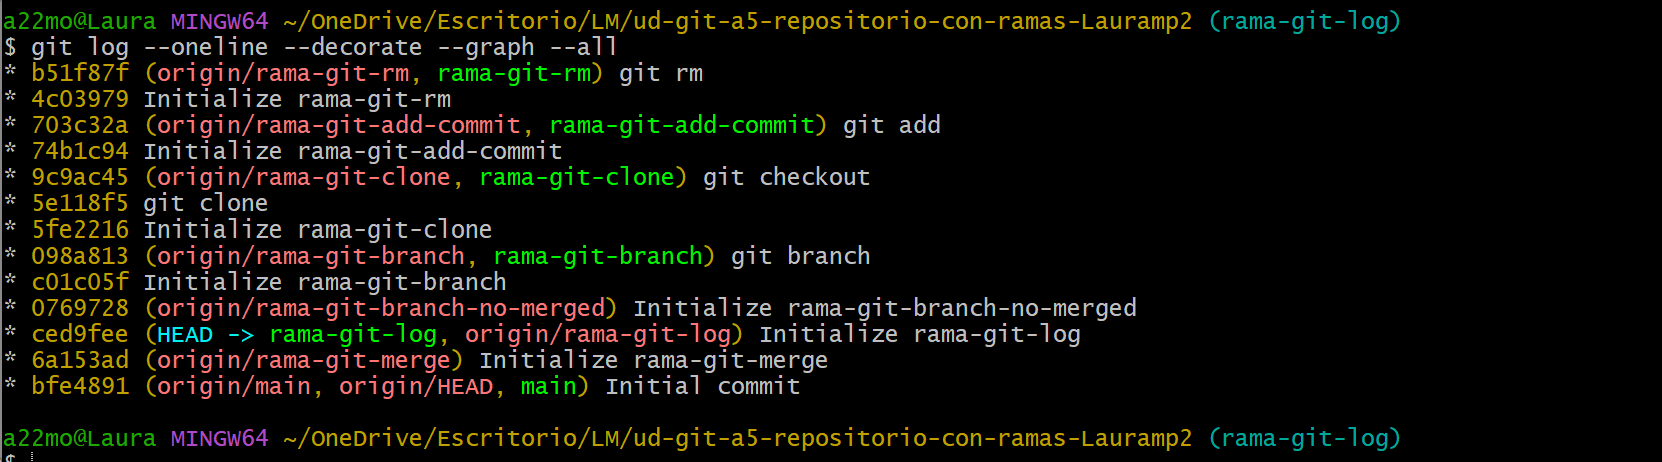 a22mo@Laura MINGW64 ~/OneDrive/Escritorio/LM/ud-git-a5-repositorio-con-ramas-Lauramp2 (rama-git-log)
$ git log --oneline --decorate --graph --all
* b51f87f (origin/rama-git-rm, rama-git-rm) git rm
* 4c03979 Initialize rama-git-rm
* 703c32a (origin/rama-git-add-commit, rama-git-add-commit) git add
* 74b1c94 Initialize rama-git-add-commit
* 9c9ac45 (origin/rama-git-clone, rama-git-clone) git checkout
* 5e118f5 git clone
* 5fe2216 Initialize rama-git-clone
* 098a813 (origin/rama-git-branch, rama-git-branch) git branch
* c01c05f Initialize rama-git-branch
* 0769728 (origin/rama-git-branch-no-merged) Initialize rama-git-branch-no-merged
* ced9fee (HEAD -> rama-git-log, origin/rama-git-log) Initialize rama-git-log
* 6a153ad (origin/rama-git-merge) Initialize rama-git-merge
* bfe4891 (origin/main, origin/HEAD, main) Initial commit
a22mo@Laura MINGW64 ~/OneDrive/Escritorio/LM/ud-git-a5-repositorio-con-ramas-Lauramp2 (rama-git-log)
$